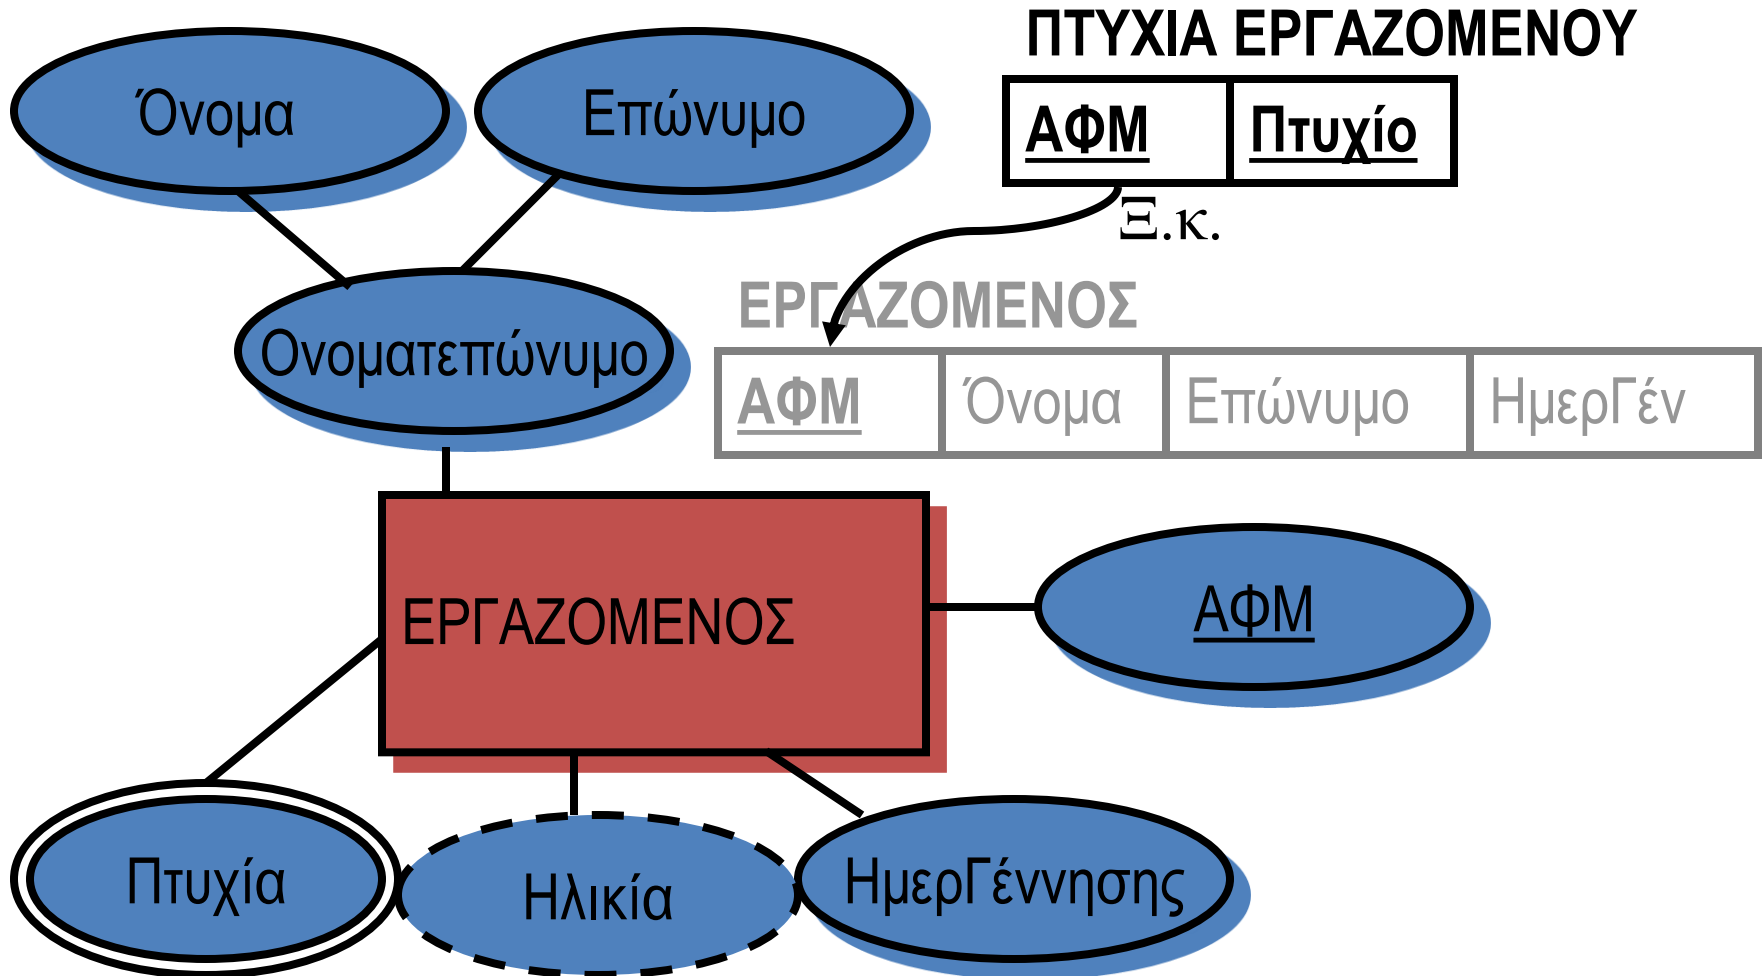 ΠΤΥΧΙΑ ΕΡΓΑΖΟΜΕΝΟΥ
Όνομα
Επώνυμο
ΑΦΜ
Πτυχίο
Ξ.κ.
ΕΡΓΑΖΟΜΕΝΟΣ
Ονοματεπώνυμο
ΑΦΜ
Όνομα
Επώνυμο
ΗμερΓέν
ΕΡΓΑΖΟΜΕΝΟΣ
ΑΦΜ
Πτυχία
Ηλικία
ΗμερΓέννησης